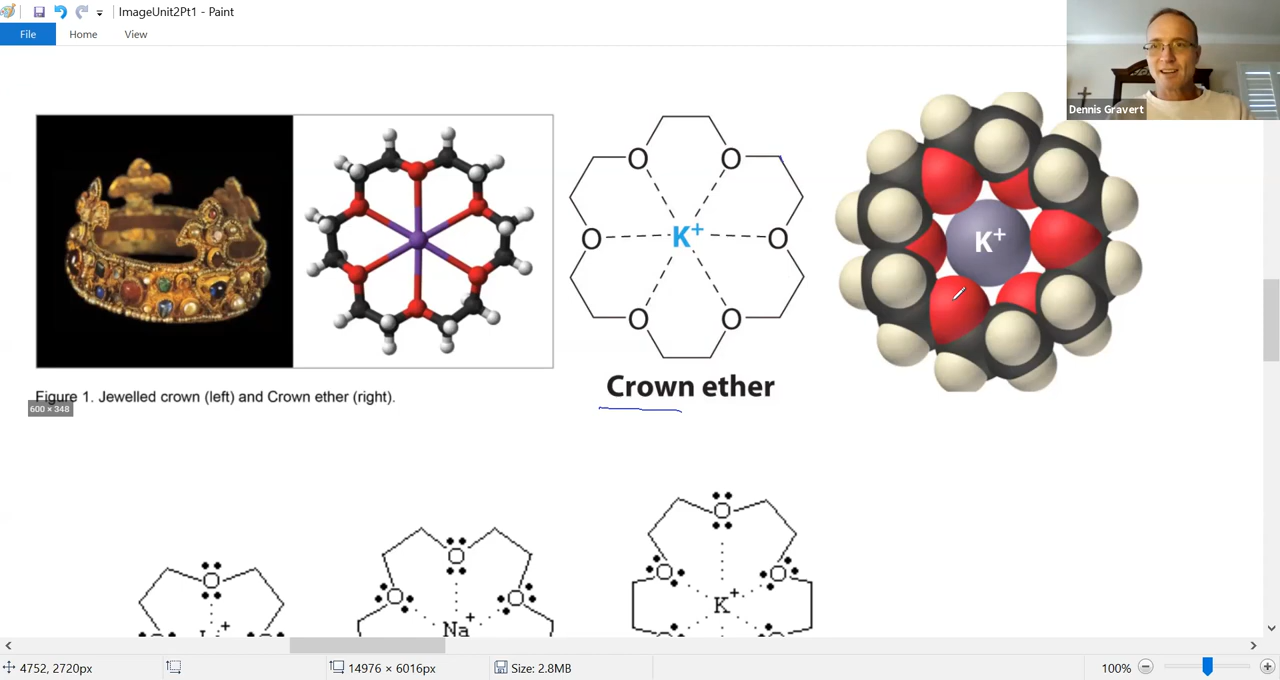 ImageUnit2Pt1 - Paint
File Home View
Dennis Gravert
O O
O K+ O
O O
K+
Crown ether
Figure 1. Jewelled crown (left) and Crown ether (right).
600 × 348
O
O O
K+
O
O O
Na+
O
+
4752, 2720px
14976 × 6016px
Size: 2.8MB
100%